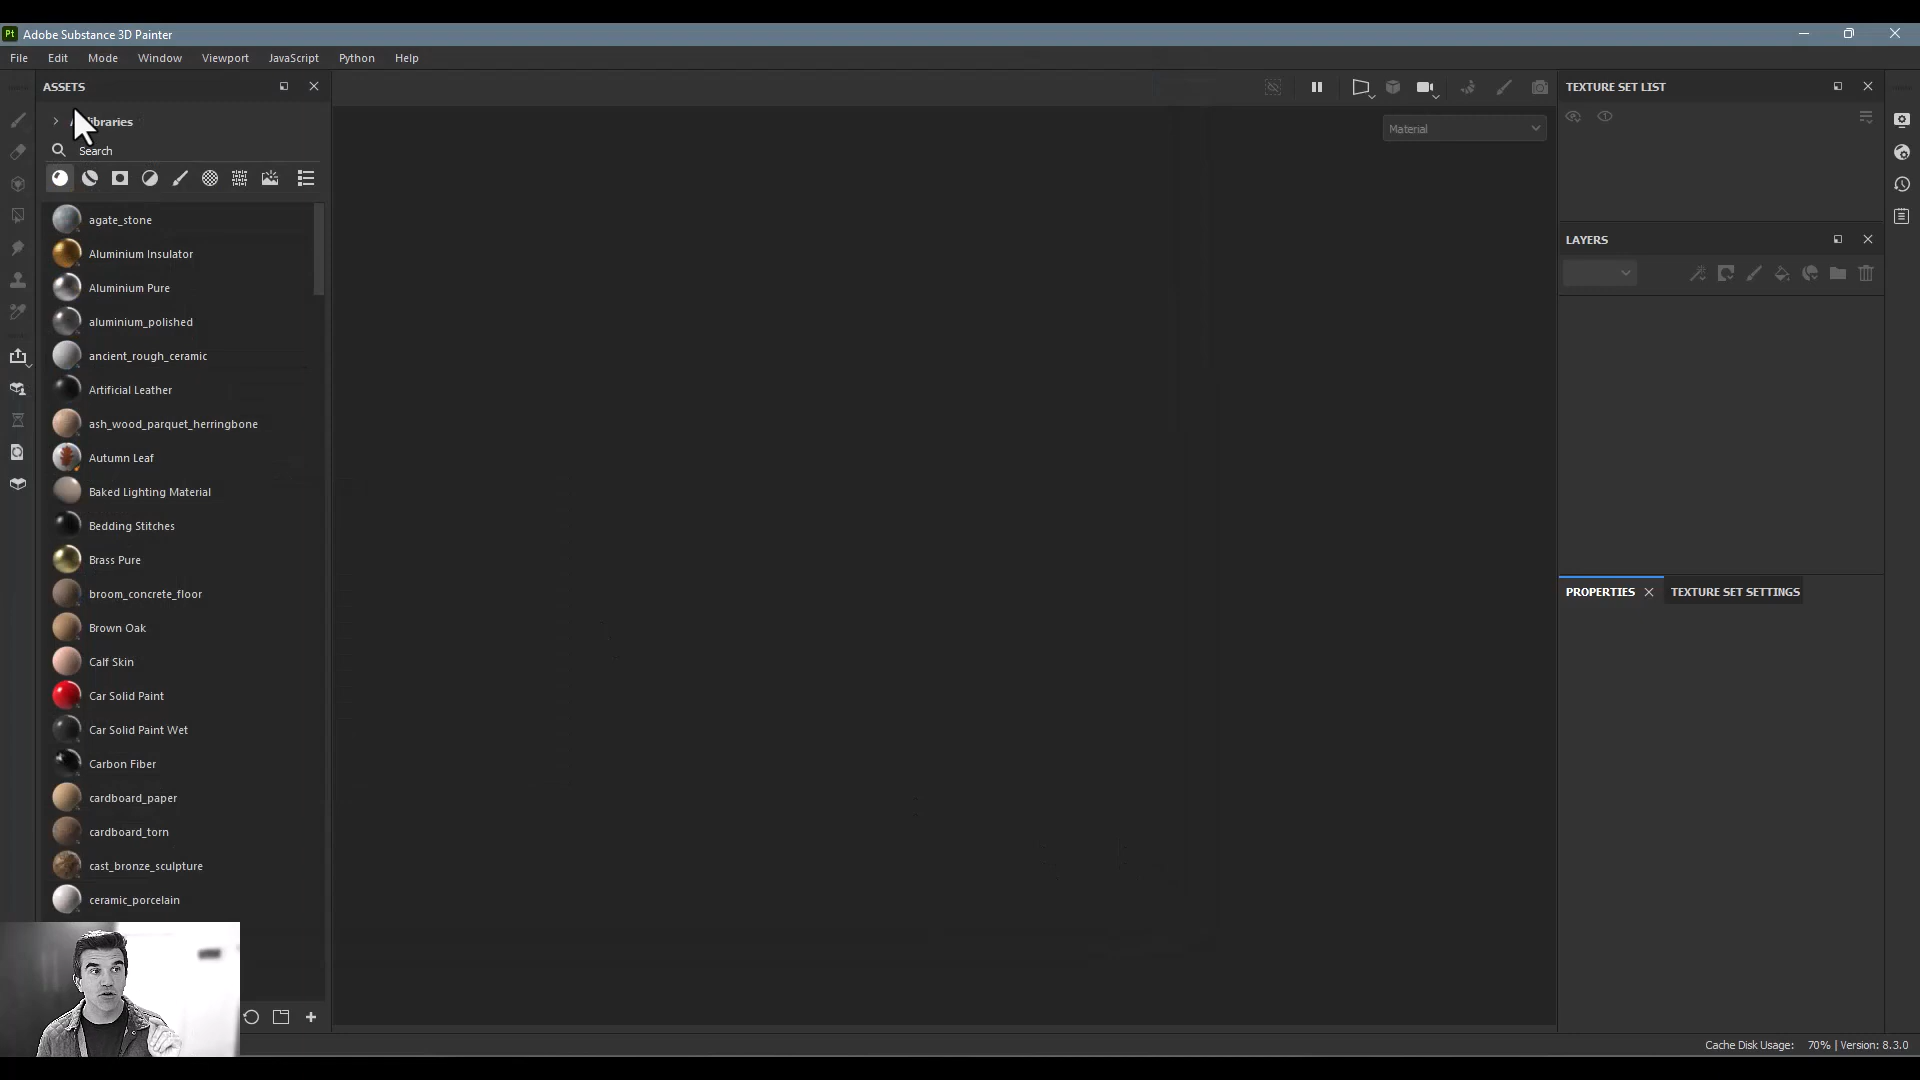 Pt Adobe Substance 3D Painter
File Edit Mode Window Viewport JavaScript Python Help
ASSETS
libraries
Search
agate_stone
Aluminium Insulator
Aluminium Pure
aluminium_polished
ancient_rough_ceramic
Artificial Leather
ash_wood_parquet_herringbone
Autumn Leaf
Baked Lighting Material
Bedding Stitches
Brass Pure
broom_concrete_floor
Brown Oak
Calf Skin
Car Solid Paint
Car Solid Paint Wet
Carbon Fiber
cardboard_paper
cardboard_torn
cast_bronze_sculpture
ceramic_porcelain
Material
TEXTURE SET LIST
LAYERS
PROPERTIES TEXTURE SET SETTINGS
Cache Disk Usage: 70% | Version: 8.3.0